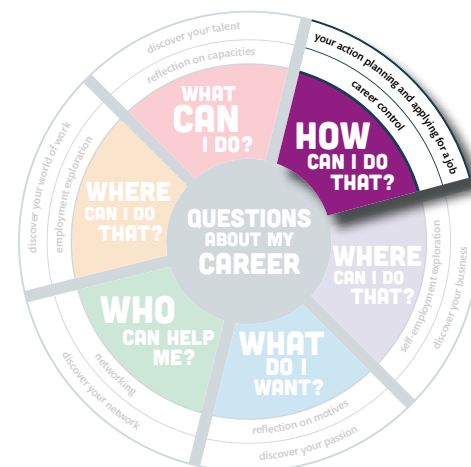 QUESTIONS
ABOUT MY
CAREER
WHAT
CAN
I DO?
reflection on capacities
discover your talent
HOW
CAN I DO
THAT?
career control
your action planning and applying for a job
WHERE
CAN I DO
THAT?
self-employment exploration
discover your business
WHAT
DO I
WANT?
reflection on motives
discover your passion
WHO
CAN HELP
ME?
networking
discover your network
WHERE
CAN I DO
THAT?
employment exploration
discover your world of work